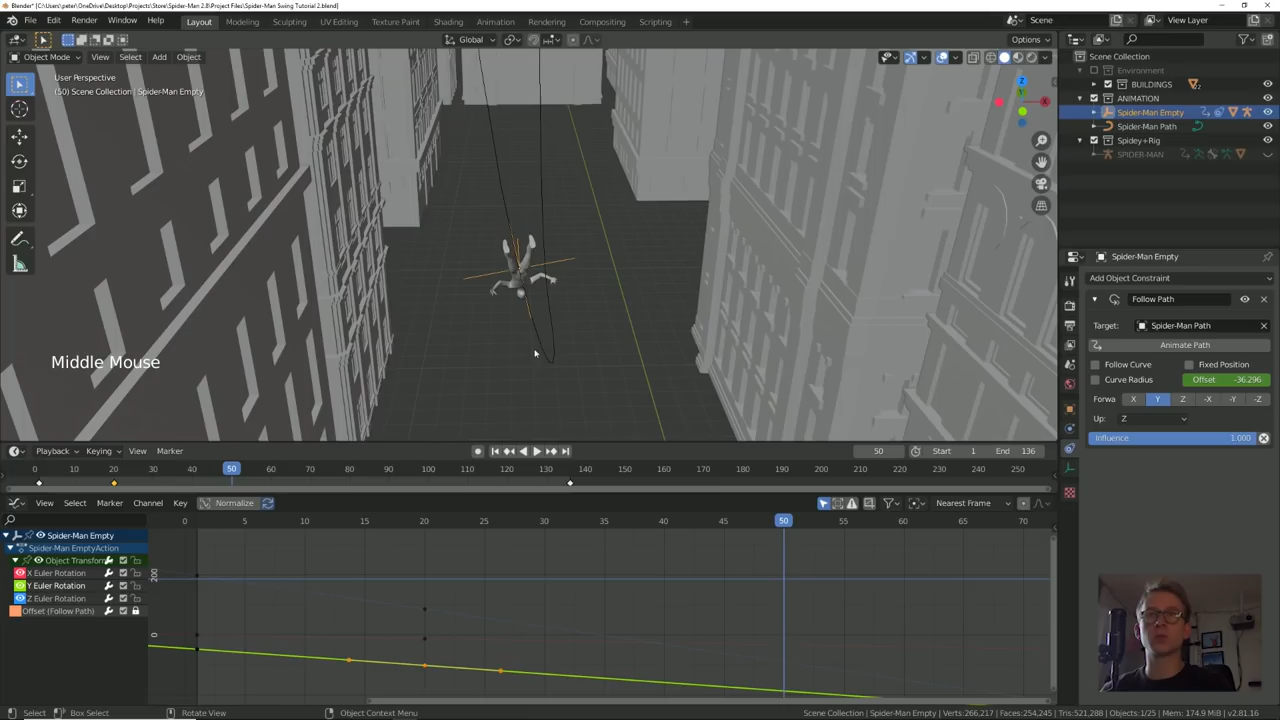 Blender* [C:\Users\peter\OneDrive\Desktop\Projects\Store\Spider-Man 2.8\Project Files\Spider-Man Swing Tutorial 2.blend]
File Edit Render Window Help Layout Modeling Sculpting UV Editing Texture Paint Shading Animation Rendering Compositing Scripting + Scene View Layer
Global Options
Object Mode View Select Add Object
User Perspective
(50) Scene Collection | Spider-Man Empty
Z
Y
X
Middle Mouse
Scene Collection
Environment
BUILDINGS
ANIMATION
Spider-Man Empty
Spider-Man Path
Spidey+Rig
SPIDER-MAN
Spider-Man Empty
Add Object Constraint
Follow Path
Target: Spider-Man Path
Animate Path
Follow Curve Fixed Position
Curve Radius Offset -36.296
Forwa X Y Z -X -Y -Z
Up: Z
Influence: 1.000
Playback Keying View Marker 50 Start 1 End 136
0 10 20 30 40 50 60 70 80 90 100 110 120 130 140 150 160 170 180 190 200 210 220 230 240 250
View Select Marker Channel Key Normalize Nearest Frame
0 5 10 15 20 25 30 35 40 45 50 55 60 65 70
Spider-Man Empty
Spider-Man EmptyAction
Object Transform
X Euler Rotation
Y Euler Rotation
Z Euler Rotation
Offset (Follow Path)
200
0
Select Box Select Rotate View Object Context Menu Scene Collection | Spider-Man Empty | Verts:266,217 | Faces:254,245 | Tris:521,288 | Objects:1/25 | Mem: 174.9 MiB | v2.81.16